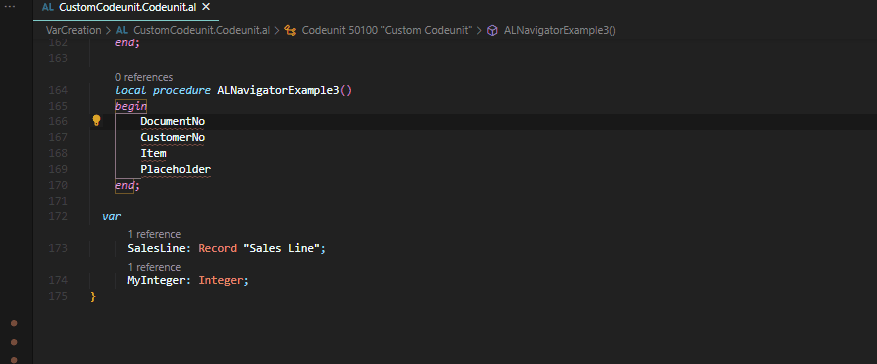 AL CustomCodeunit.Codeunit.al ×
VarCreation > AL CustomCodeunit.Codeunit.al > Codeunit 50100 "Custom Codeunit" > ALNavigatorExample3()
162 end;
163
0 references
164 local procedure ALNavigatorExample3()
165 begin
166 DocumentNo
167 CustomerNo
168 Item
169 Placeholder
170 end;
171
172 var
1 reference
173 SalesLine: Record "Sales Line";
1 reference
174 MyInteger: Integer;
175 }